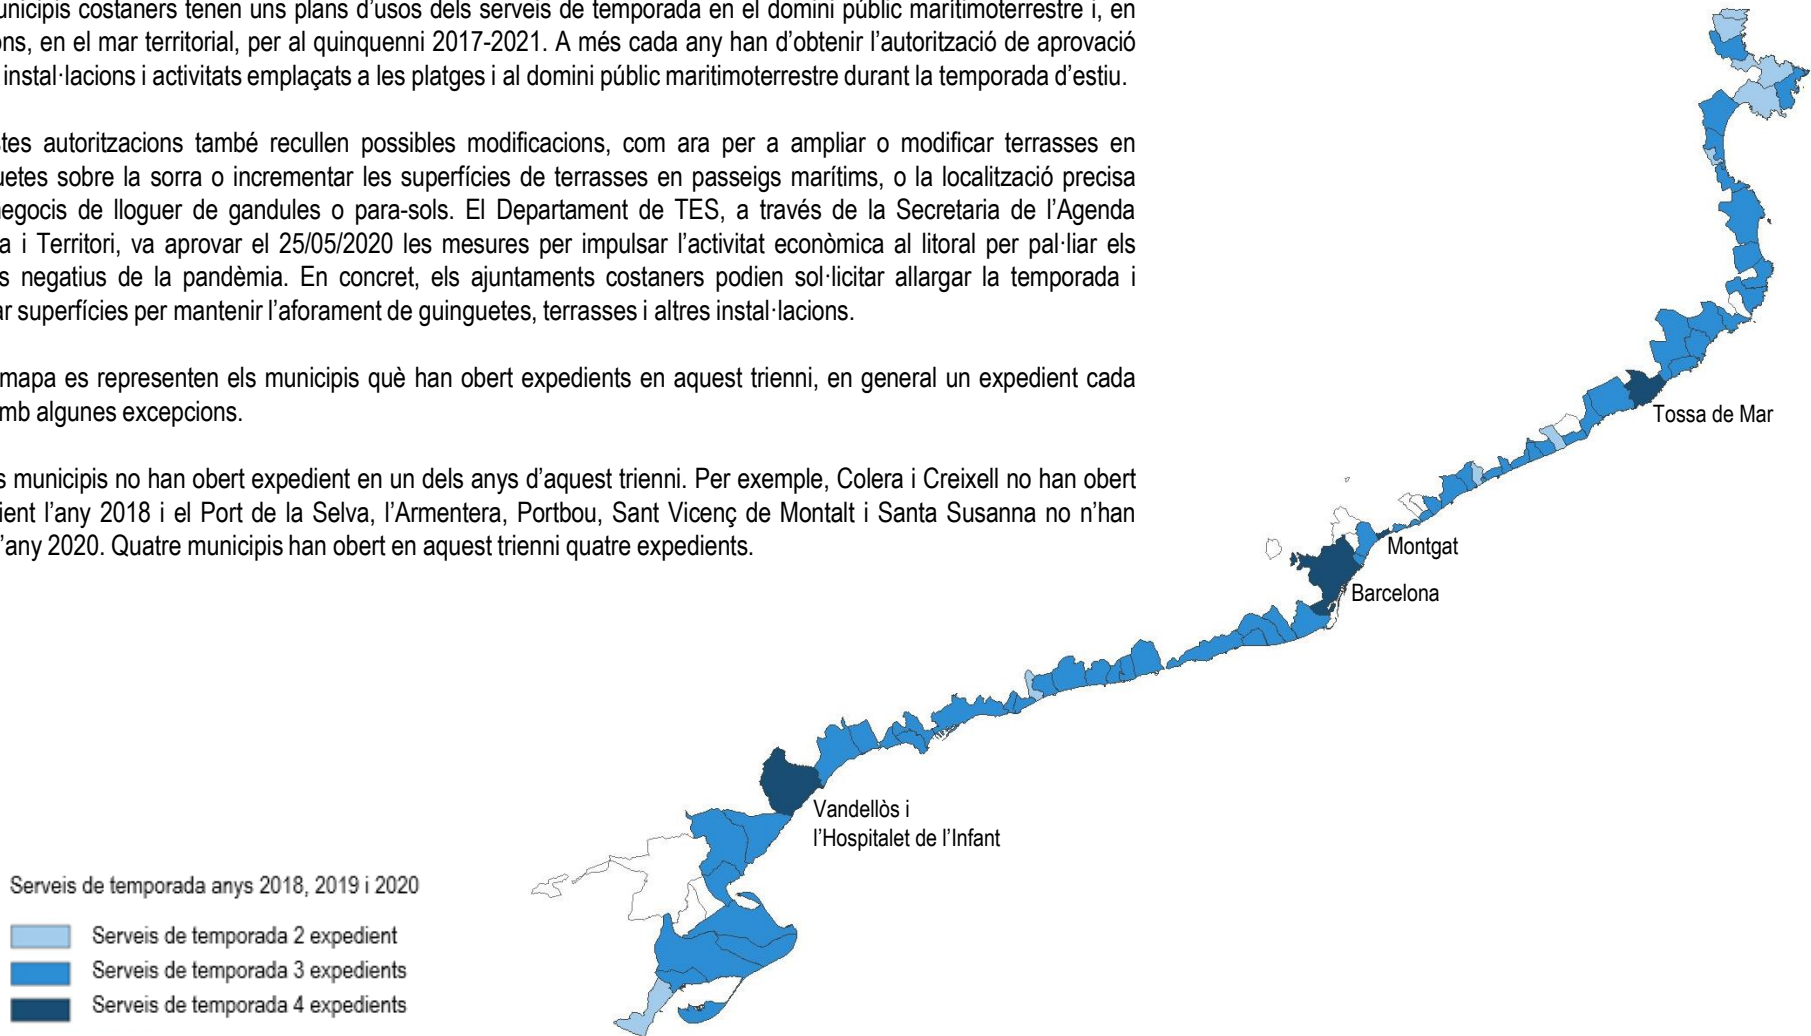 unicipis costaners tenen uns plans d’usos dels serveis de temporada en el domini públic marítimoterrestre i, en
ons, en el mar territorial, per al quinquenni 2017-2021. A més cada any han d’obtenir l’autorització de aprovació
instal·lacions i activitats emplaçats a les platges i al domini públic maritimoterrestre durant la temporada d’estiu.
stes autoritzacions també recullen possibles modificacions, com ara per a ampliar o modificar terrasses en
uetes sobre la sorra o incrementar les superfícies de terrasses en passeigs marítims, o la localització precisa
negocis de lloguer de gandules o para-sols. El Departament de TES, a través de la Secretaria de l’Agenda
a i Territori, va aprovar el 25/05/2020 les mesures per impulsar l’activitat econòmica al litoral per pal·liar els
s negatius de la pandèmia. En concret, els ajuntaments costaners podien sol·licitar allargar la temporada i
ar superfícies per mantenir l’aforament de guinguetes, terrasses i altres instal·lacions.
mapa es representen els municipis què han obert expedients en aquest trienni, en general un expedient cada
mb algunes excepcions.
s municipis no han obert expedient en un dels anys d’aquest trienni. Per exemple, Colera i Creixell no han obert
ient l’any 2018 i el Port de la Selva, l’Armentera, Portbou, Sant Vicenç de Montalt i Santa Susanna no n’han
’any 2020. Quatre municipis han obert en aquest trienni quatre expedients.
Tossa de Mar
Montgat
Barcelona
Vandellòs i
l’Hospitalet de l’Infant
Serveis de temporada anys 2018, 2019 i 2020
Serveis de temporada 2 expedient
Serveis de temporada 3 expedients
Serveis de temporada 4 expedients